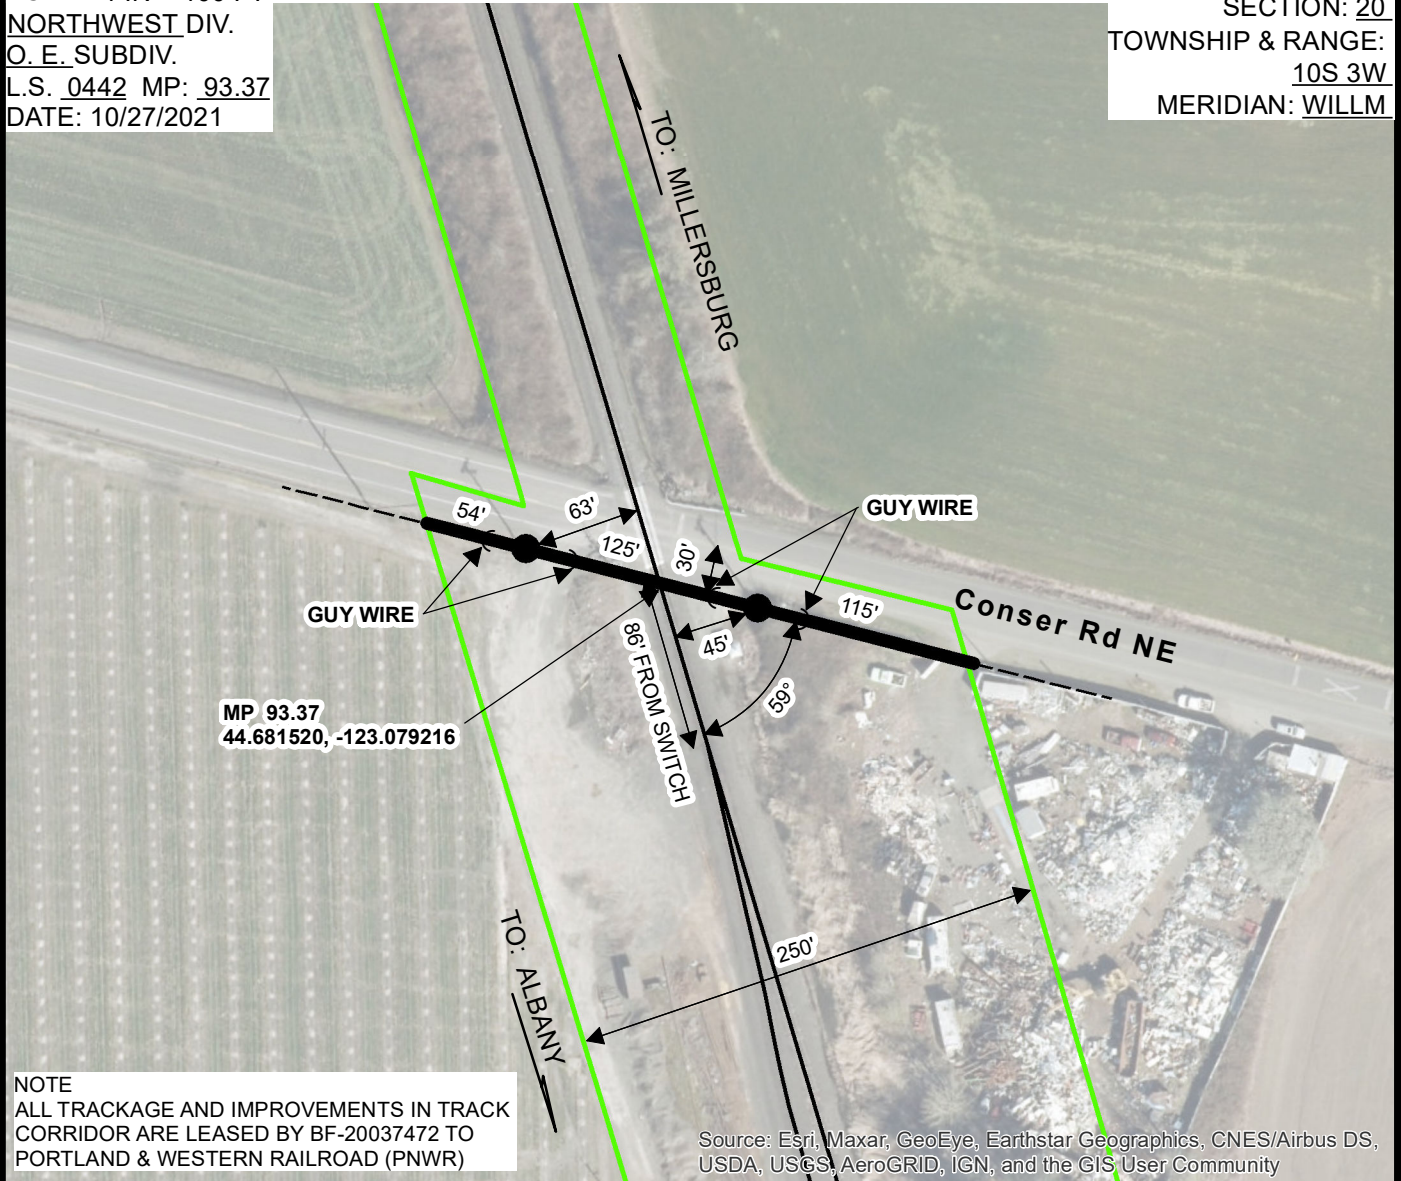 NORTHWEST DIV.
O. E. SUBDIV.
L.S. 0442 MP: 93.37
DATE: 10/27/2021
SECTION: 20
TOWNSHIP & RANGE:
10S 3W
MERIDIAN: WILLM
TO: MILLERSBURG
54'
63'
125'
30'
GUY WIRE
GUY WIRE
115'
Conser Rd NE
45'
86' FROM SWITCH
59°
MP 93.37
44.681520, -123.079216
250'
TO: ALBANY
NOTE
ALL TRACKAGE AND IMPROVEMENTS IN TRACK
CORRIDOR ARE LEASED BY BF-20037472 TO
PORTLAND & WESTERN RAILROAD (PNWR)
Source: Esri, Maxar, GeoEye, Earthstar Geographics, CNES/Airbus DS,
USDA, USGS, AeroGRID, IGN, and the GIS User Community